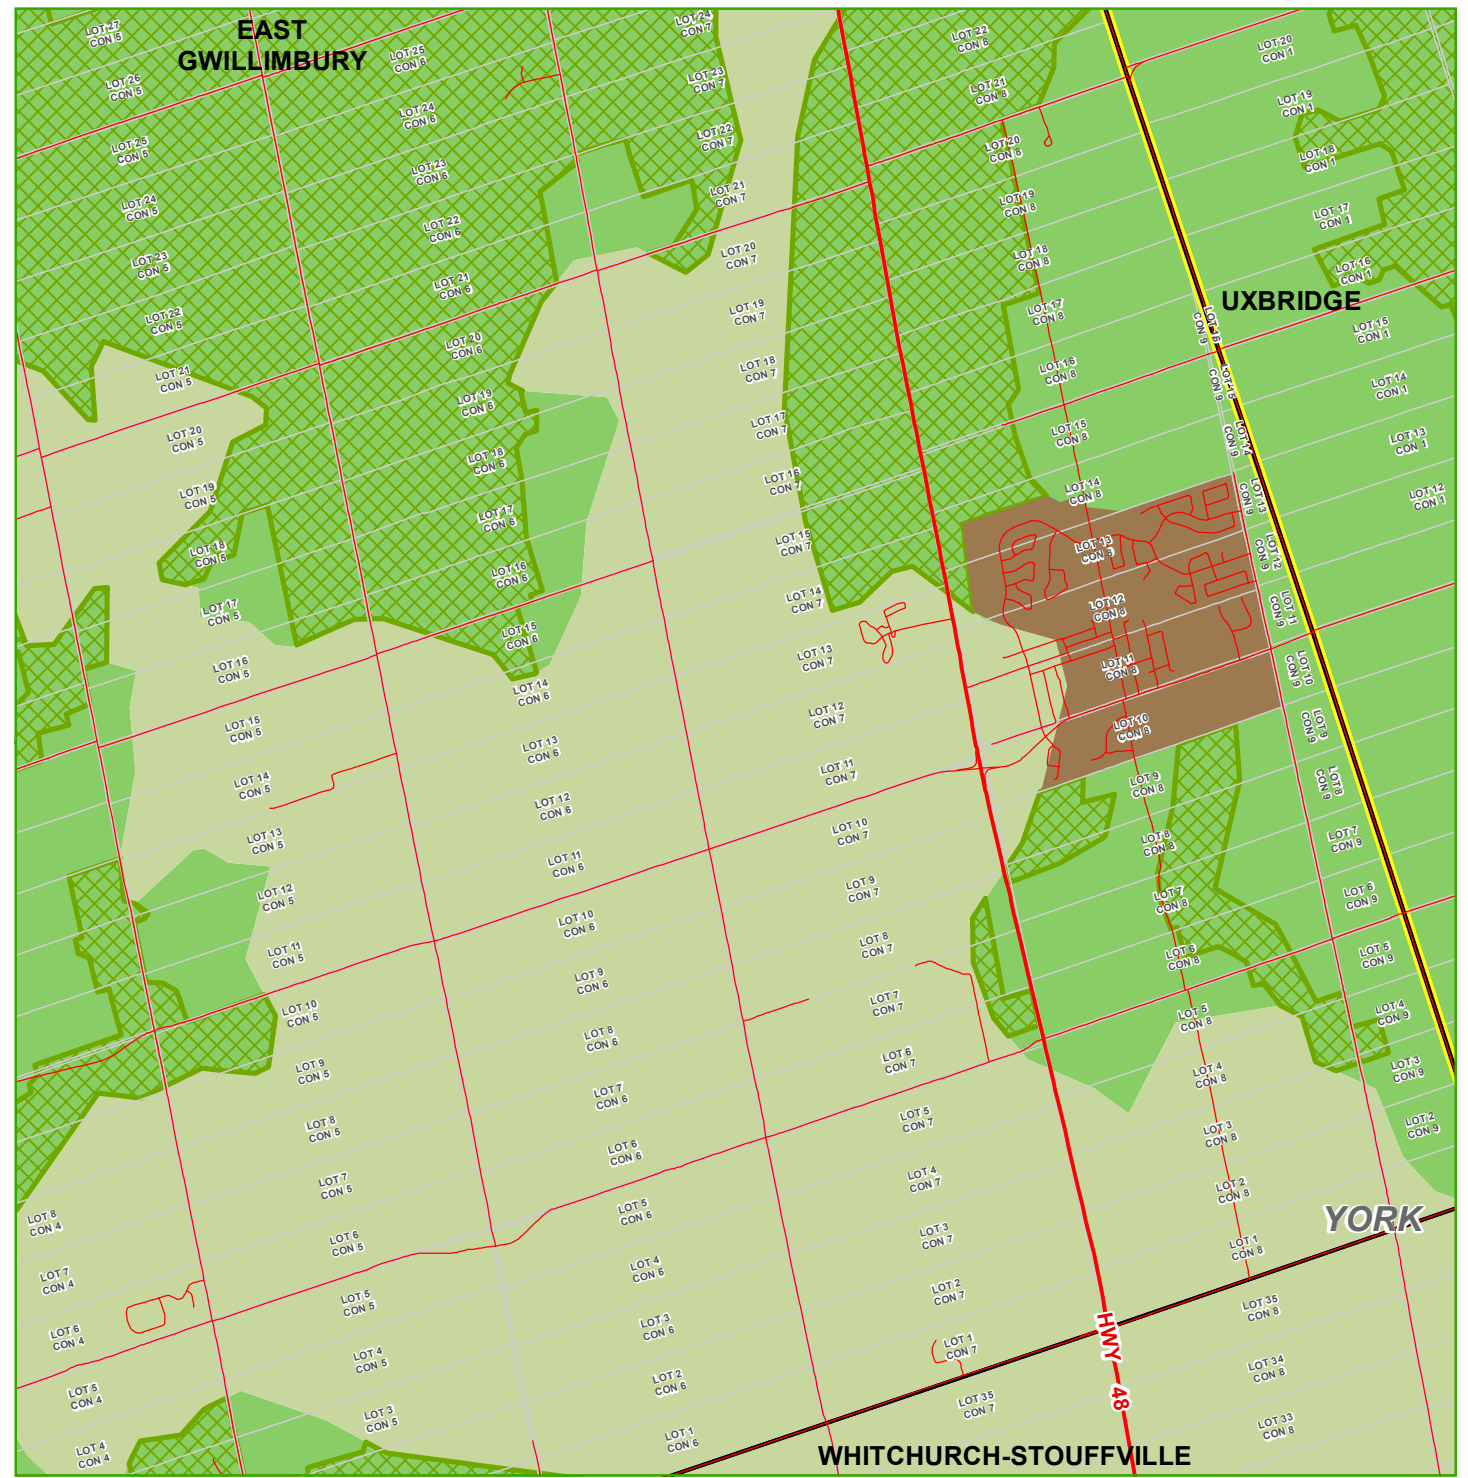 EAST
GWILLIMBURY
LOT 27
CON 5
LOT 26
CON 5
LOT 25
CON 5
LOT 24
CON 5
LOT 23
CON 5
LOT 22
CON 5
LOT 21
CON 5
LOT 20
CON 5
LOT 19
CON 5
LOT 18
CON 5
LOT 17
CON 5
LOT 16
CON 5
LOT 15
CON 5
LOT 14
CON 5
LOT 13
CON 5
LOT 12
CON 5
LOT 11
CON 5
LOT 10
CON 5
LOT 9
CON 5
LOT 8
CON 5
LOT 7
CON 5
LOT 6
CON 5
LOT 5
CON 5
LOT 4
CON 5
LOT 3
CON 5
LOT 8
CON 4
LOT 7
CON 4
LOT 6
CON 4
LOT 5
CON 4
LOT 4
CON 4
LOT 25
CON 6
LOT 24
CON 6
LOT 23
CON 6
LOT 22
CON 6
LOT 21
CON 6
LOT 20
CON 6
LOT 19
CON 6
LOT 18
CON 6
LOT 17
CON 6
LOT 16
CON 6
LOT 15
CON 6
LOT 14
CON 6
LOT 13
CON 6
LOT 12
CON 6
LOT 11
CON 6
LOT 10
CON 6
LOT 9
CON 6
LOT 8
CON 6
LOT 7
CON 6
LOT 6
CON 6
LOT 5
CON 6
LOT 4
CON 6
LOT 3
CON 6
LOT 2
CON 6
LOT 1
CON 6
LOT 24
CON 7
LOT 23
CON 7
LOT 22
CON 7
LOT 21
CON 7
LOT 20
CON 7
LOT 19
CON 7
LOT 18
CON 7
LOT 17
CON 7
LOT 16
CON 7
LOT 15
CON 7
LOT 14
CON 7
LOT 13
CON 7
LOT 12
CON 7
LOT 11
CON 7
LOT 10
CON 7
LOT 9
CON 7
LOT 8
CON 7
LOT 7
CON 7
LOT 6
CON 7
LOT 5
CON 7
LOT 4
CON 7
LOT 3
CON 7
LOT 2
CON 7
LOT 1
CON 7
LOT 35
CON 7
LOT 22
CON 8
LOT 21
CON 8
LOT 20
CON 8
LOT 19
CON 8
LOT 18
CON 8
LOT 17
CON 8
LOT 16
CON 8
LOT 15
CON 8
LOT 14
CON 8
LOT 13
CON 8
LOT 12
CON 8
LOT 11
CON 8
LOT 10
CON 8
LOT 9
CON 8
LOT 8
CON 8
LOT 7
CON 8
LOT 6
CON 8
LOT 5
CON 8
LOT 4
CON 8
LOT 3
CON 8
LOT 2
CON 8
LOT 1
CON 8
LOT 35
CON 8
LOT 34
CON 8
LOT 33
CON 8
LOT 20
CON 1
LOT 19
CON 1
LOT 18
CON 1
LOT 17
CON 1
LOT 16
CON 1
UXBRIDGE
LOT 15
CON 1
LOT 14
CON 1
LOT 13
CON 1
LOT 12
CON 1
LOT 16
CON 9
LOT 15
CON 9
LOT 14
CON 9
LOT 13
CON 9
LOT 12
CON 9
LOT 11
CON 9
LOT 10
CON 9
LOT 9
CON 9
LOT 8
CON 9
LOT 7
CON 9
LOT 6
CON 9
LOT 5
CON 9
LOT 4
CON 9
LOT 3
CON 9
LOT 2
CON 9
YORK
HWY 48
WHITCHURCH-STOUFFVILLE